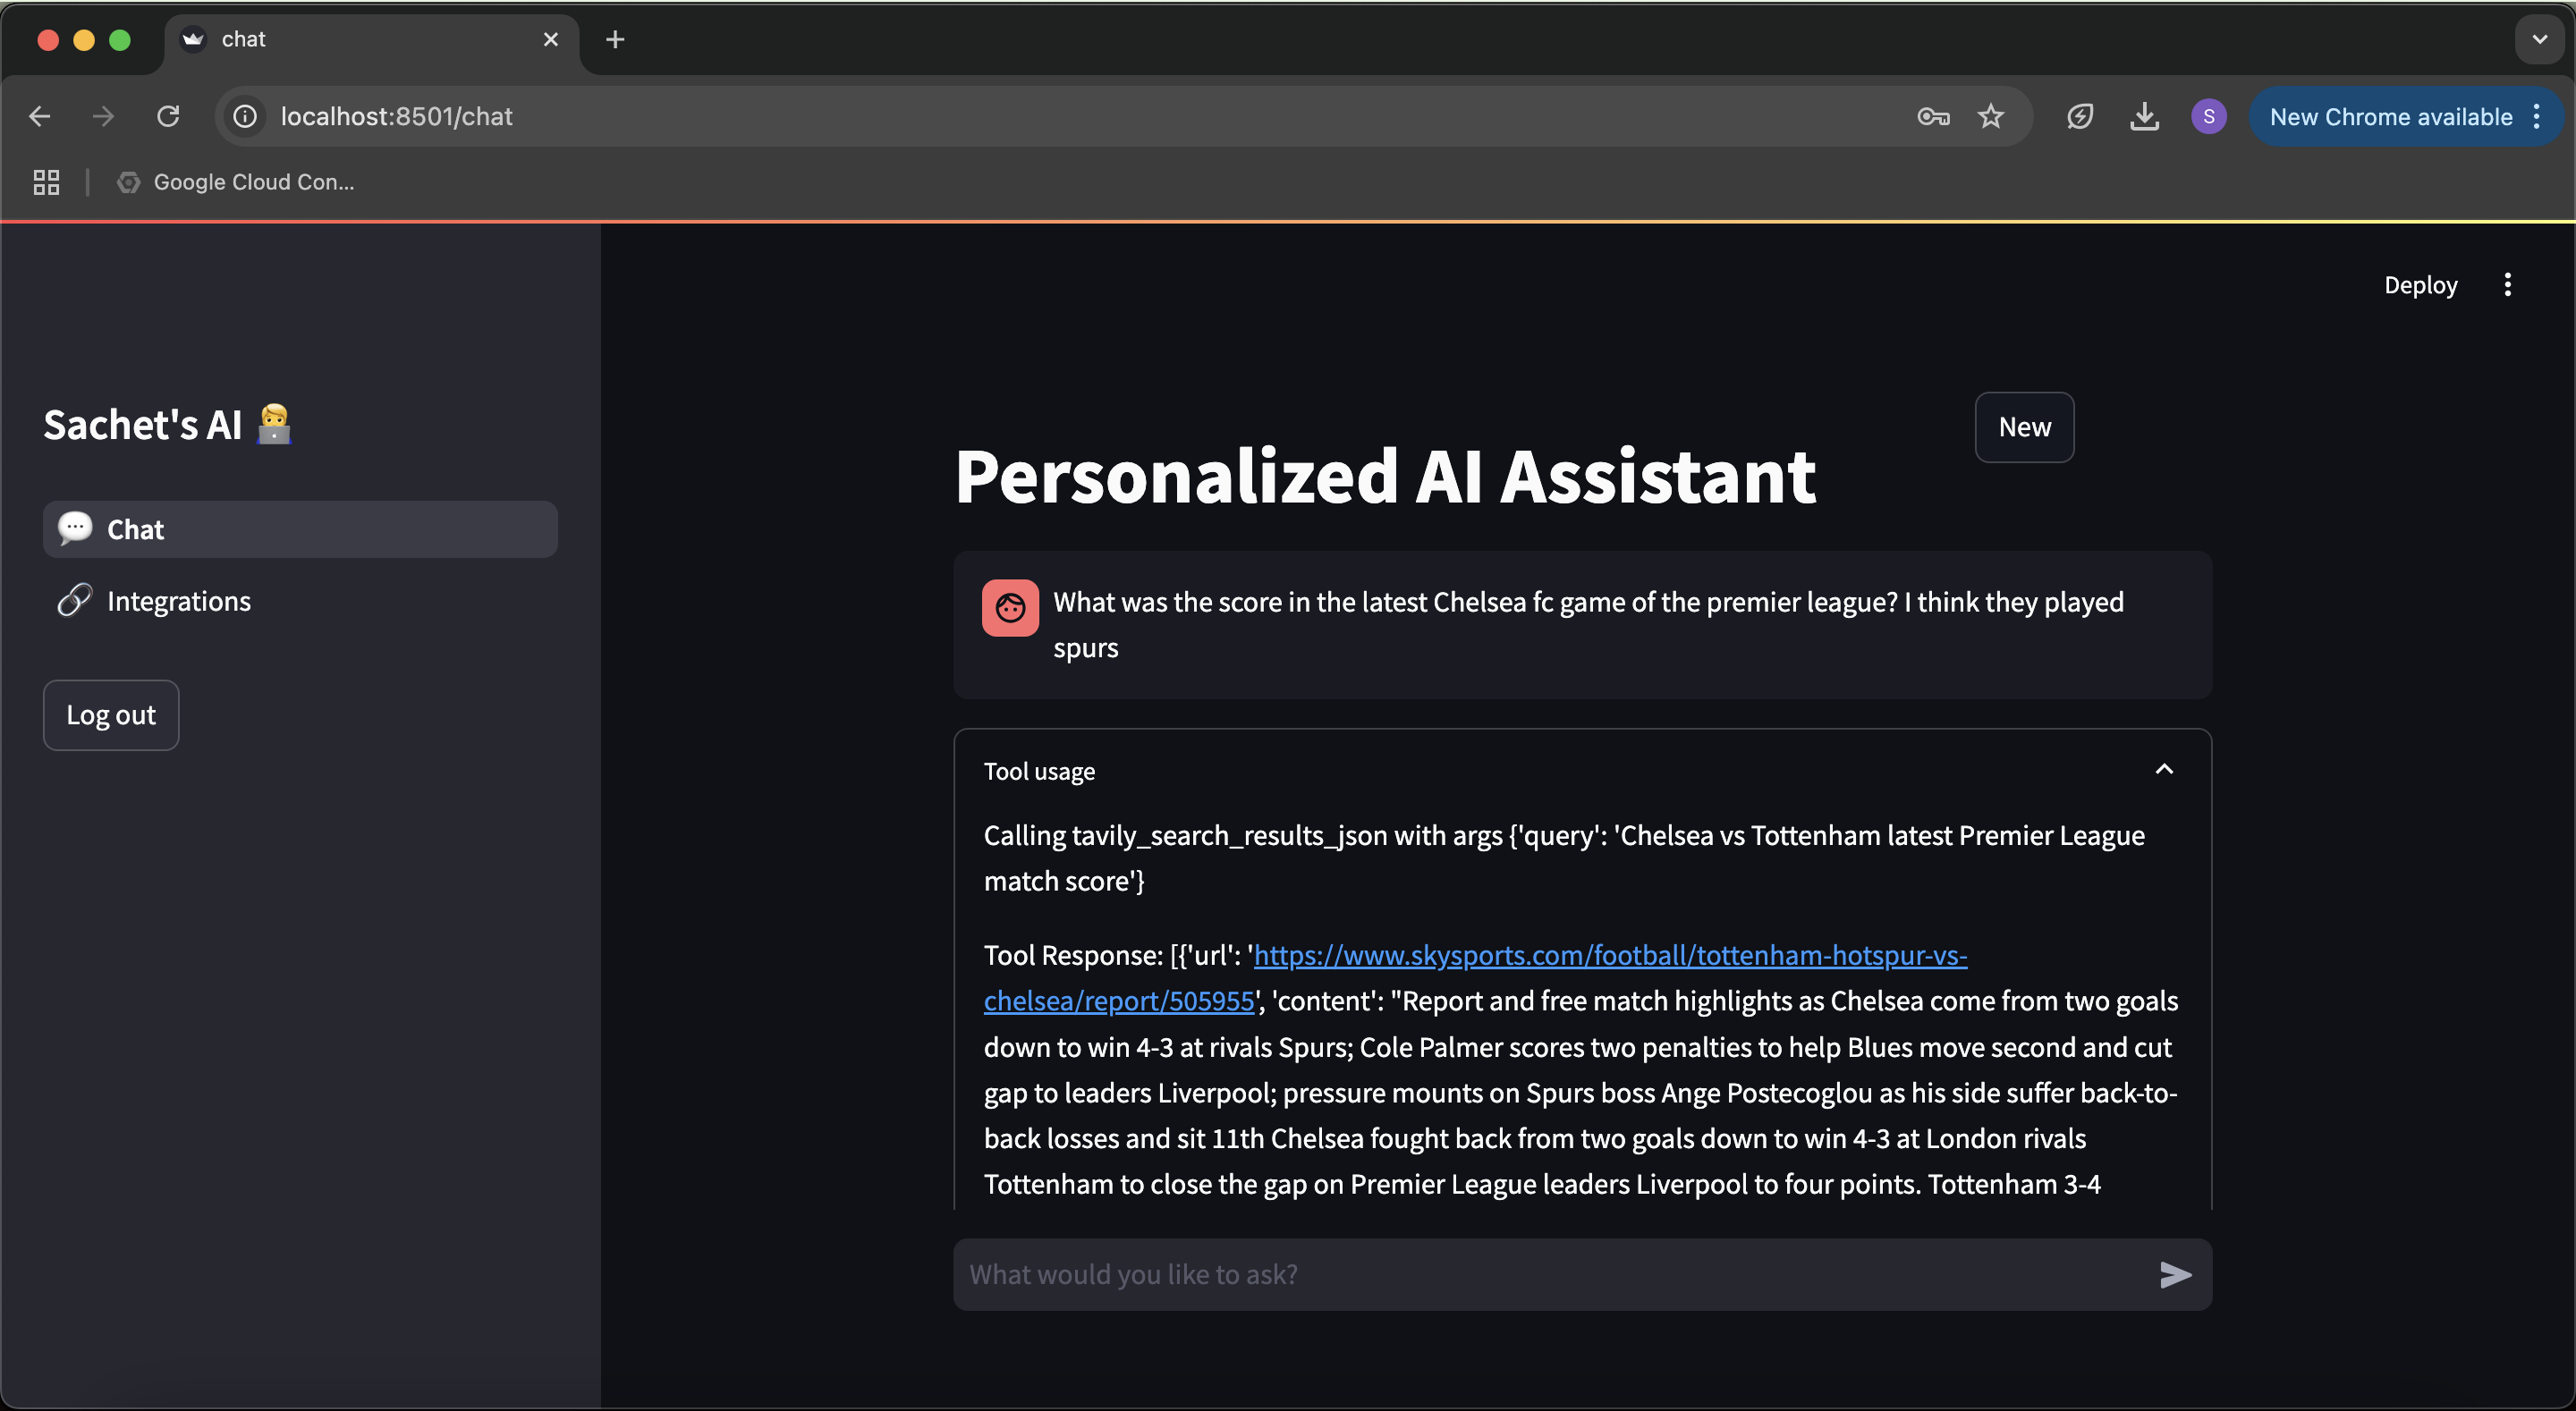 chat
localhost:8501/chat
S
New Chrome available
Google Cloud Con...
Deploy
Sachet's AI
New
Personalized AI Assistant
Chat
Integrations
Log out
What was the score in the latest Chelsea fc game of the premier league? I think they played
spurs
Tool usage
Calling tavily_search_results_json with args {'query': 'Chelsea vs Tottenham latest Premier League
match score'}
Tool Response: [{'url': 'https://www.skysports.com/football/tottenham-hotspur-vs-
chelsea/report/505955', 'content': "Report and free match highlights as Chelsea come from two goals
down to win 4-3 at rivals Spurs; Cole Palmer scores two penalties to help Blues move second and cut
gap to leaders Liverpool; pressure mounts on Spurs boss Ange Postecoglou as his side suffer back-to-
back losses and sit 11th Chelsea fought back from two goals down to win 4-3 at London rivals
Tottenham to close the gap on Premier League leaders Liverpool to four points. Tottenham 3-4
What would you like to ask?